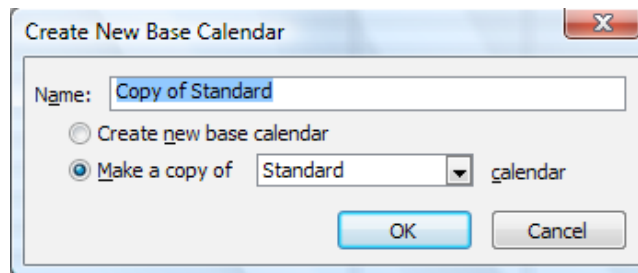 Create New Base Calendar
Name: Copy of Standard
Create new base calendar
Make a copy of Standard calendar
OK Cancel